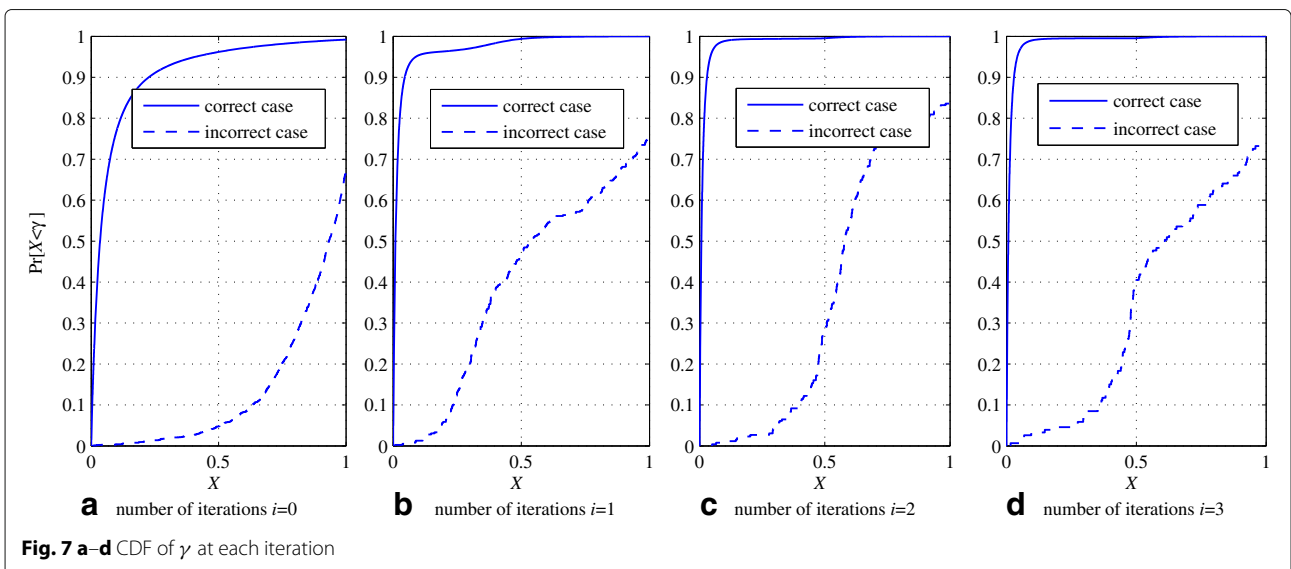 1
0.9
0.8
0.7
0.6
0.5
0.4
0.3
0.2
0.1
0
Pr[X<γ]
correct case
incorrect case
0 0.5 1
X
a number of iterations i=0
1
0.9
0.8
0.7
0.6
0.5
0.4
0.3
0.2
0.1
0
correct case
incorrect case
0 0.5 1
X
b number of iterations i=1
1
0.9
0.8
0.7
0.6
0.5
0.4
0.3
0.2
0.1
0
correct case
incorrect case
0 0.5 1
X
c number of iterations i=2
1
0.9
0.8
0.7
0.6
0.5
0.4
0.3
0.2
0.1
0
correct case
incorrect case
0 0.5 1
X
d number of iterations i=3
Fig. 7 a–d CDF of γ at each iteration